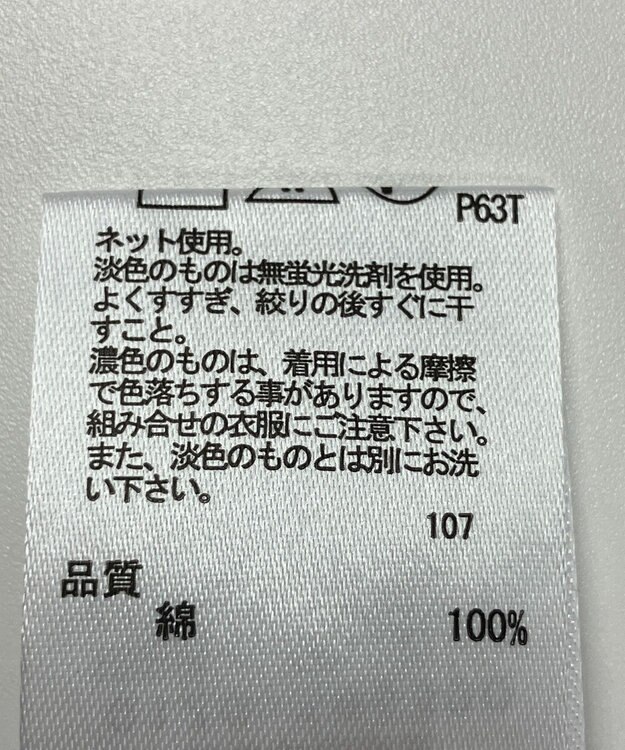 P63T
ネット使用。
淡色のものは無蛍光洗剤を使用。
よくすすぎ、絞りの後すぐに干
すこと。
濃色のものは、着用による摩擦
で色落ちする事がありますので、
組み合せの衣服にご注意下さい。
また、淡色のものとは別にお洗
い下さい。
107
品質
綿 100%